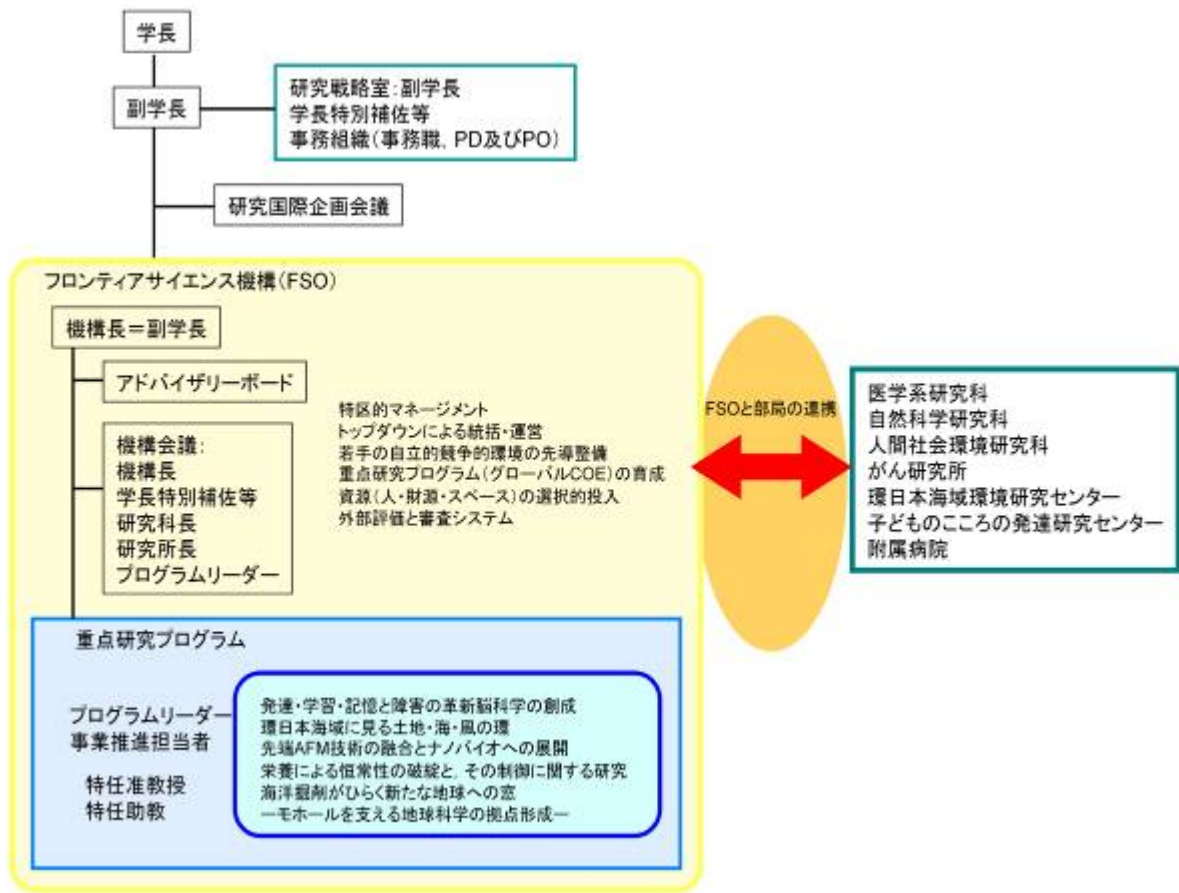 学長
副学長
研究戦略室：副学長
学長特別補佐等
事務組織（事務職、PD及びPO）
研究国際企画会議
フロンティアサイエンス機構（FSO）
機構長＝副学長
アドバイザリーボード
機構会議：
機構長
学長特別補佐等
研究科長
研究所長
プログラムリーダー
特区的マネージメント
トップダウンによる統括・運営
若手の自立的競争的環境の先導整備
重点研究プログラム（グローバルCOE）の育成
資源（人・財源・スペース）の選択的投入
外部評価と審査システム
FSOと部局の連携
医学系研究科
自然科学研究科
人間社会環境研究科
がん研究所
環日本海域環境研究センター
子どものこころの発達研究センター
附属病院
重点研究プログラム
プログラムリーダー
事業推進担当者
特任准教授
特任助教
発達・学習・記憶と障害の革新脳科学の創成
環日本海域に見る土地・海・風の環
先端AFM技術の融合とナノバイオへの展開
栄養による恒常性の破綻と，その制御に関する研究
海洋掘削がひらく新たな地球への窓
－モホールを支える地球科学の拠点形成－